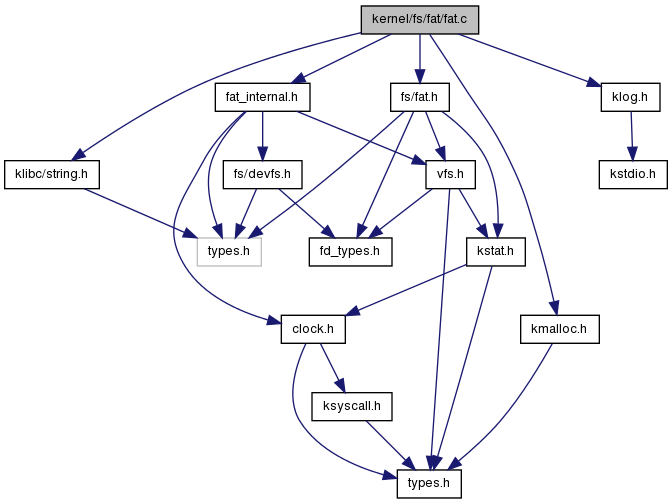 kernel/fs/fat/fat.c
fat_internal.h
fs/fat.h
klog.h
klibc/string.h
fs/devfs.h
vfs.h
kstdio.h
types.h
fd_types.h
kstat.h
clock.h
kmalloc.h
ksyscall.h
types.h